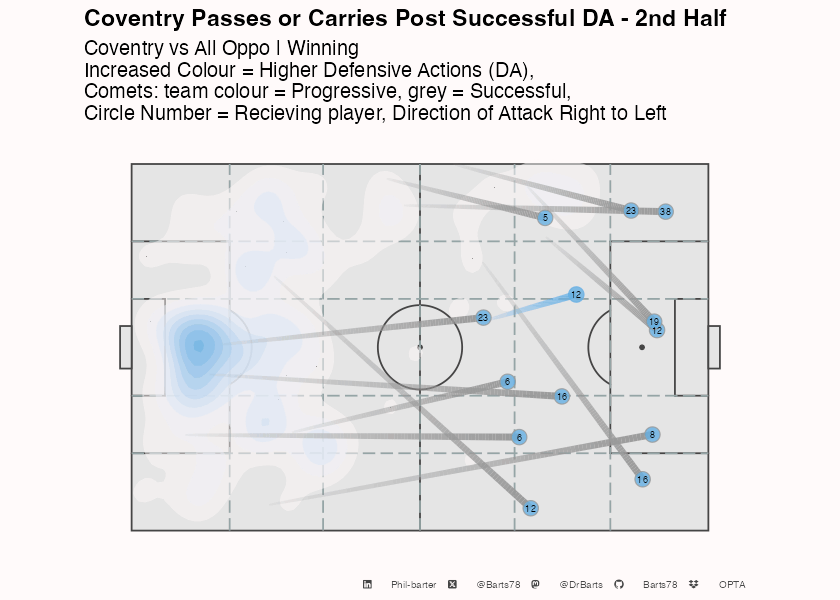 Coventry Passes or Carries Post Successful DA - 2nd Half
Coventry vs All Oppo | Winning
Increased Colour = Higher Defensive Actions (DA),
Comets: team colour = Progressive, grey = Successful,
Circle Number = Recieving player, Direction of Attack Right to Left
5
23
38
12
23
19
12
6
16
6
8
16
12
Phil-barter @Barts78 @DrBarts Barts78 OPTA